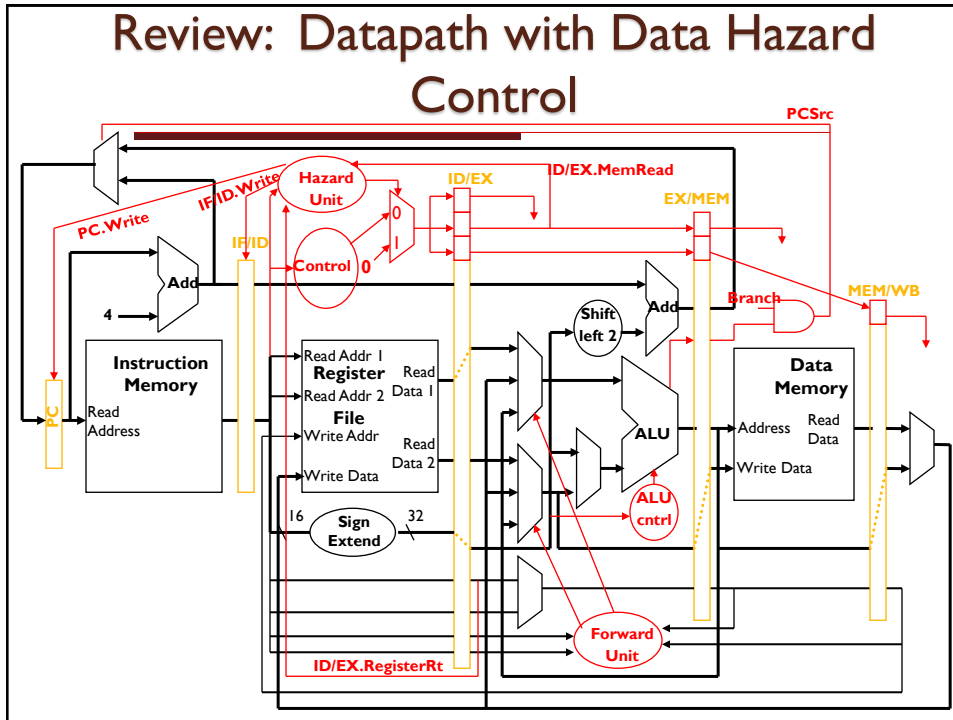 Review: Datapath with Data Hazard
Control
PCSrc
ID/EX.MemRead
Hazard
Unit
ID/EX
EX/MEM
IF/ID.Write
PC.Write
0
1
IF/ID
Control
0
Add
4
Branch
MEM/WB
Shift
left 2
Add
Instruction
Memory
Read Addr 1
Register
Read
Data 1
Read Addr 2
File
Data
Memory
PC
Read
Address
Write Addr
Read
Data 2
Write Data
ALU
Address
Read
Data
Write Data
16
Sign
Extend
32
ALU
cntrl
Forward
Unit
ID/EX.RegisterRt